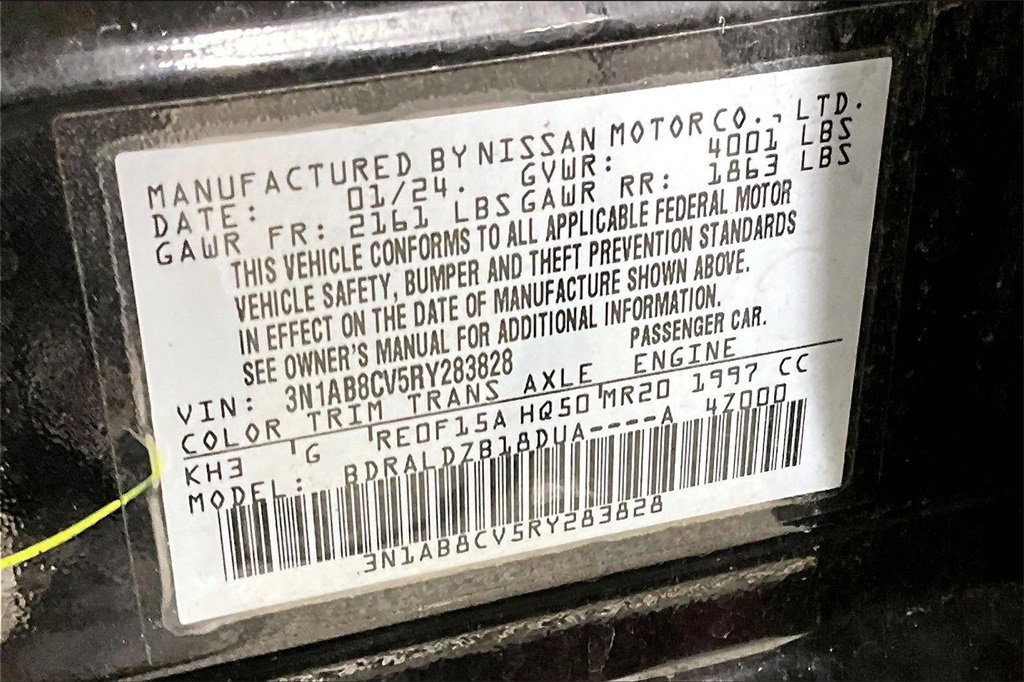 MANUFACTURED BY NISSAN MOTOR CO., LTD.
DATE: 01/24. GVWR: 4001 LBS
GAWR FR: 2161 LBS GAWR RR: 1863 LBS
THIS VEHICLE CONFORMS TO ALL APPLICABLE FEDERAL MOTOR
VEHICLE SAFETY, BUMPER AND THEFT PREVENTION STANDARDS
IN EFFECT ON THE DATE OF MANUFACTURE SHOWN ABOVE.
SEE OWNER'S MANUAL FOR ADDITIONAL INFORMATION.
VIN: 3N1AB8CV5RY283828 PASSENGER CAR.
COLOR TRIM TRANS AXLE ENGINE
KH3 G RE0F15A HQ50 MR20 1997 CC
MODEL: BDRALDZB18DUA----A 47000
3N1AB8CV5RY283828